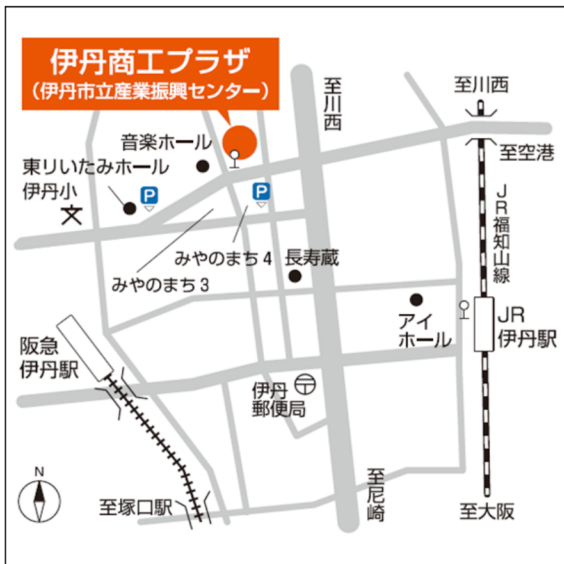 伊丹商工プラザ
(伊丹市立産業振興センター)
至川西
至川西
音楽ホール
至空港
東リいたみホール
伊丹小
文
P
P
JR福知山線
みやのまち4
みやのまち3
長寿蔵
アイ
ホール
JR
伊丹駅
阪急
伊丹駅
伊丹
郵便局
〒
N
至塚口駅
至尼崎
至大阪